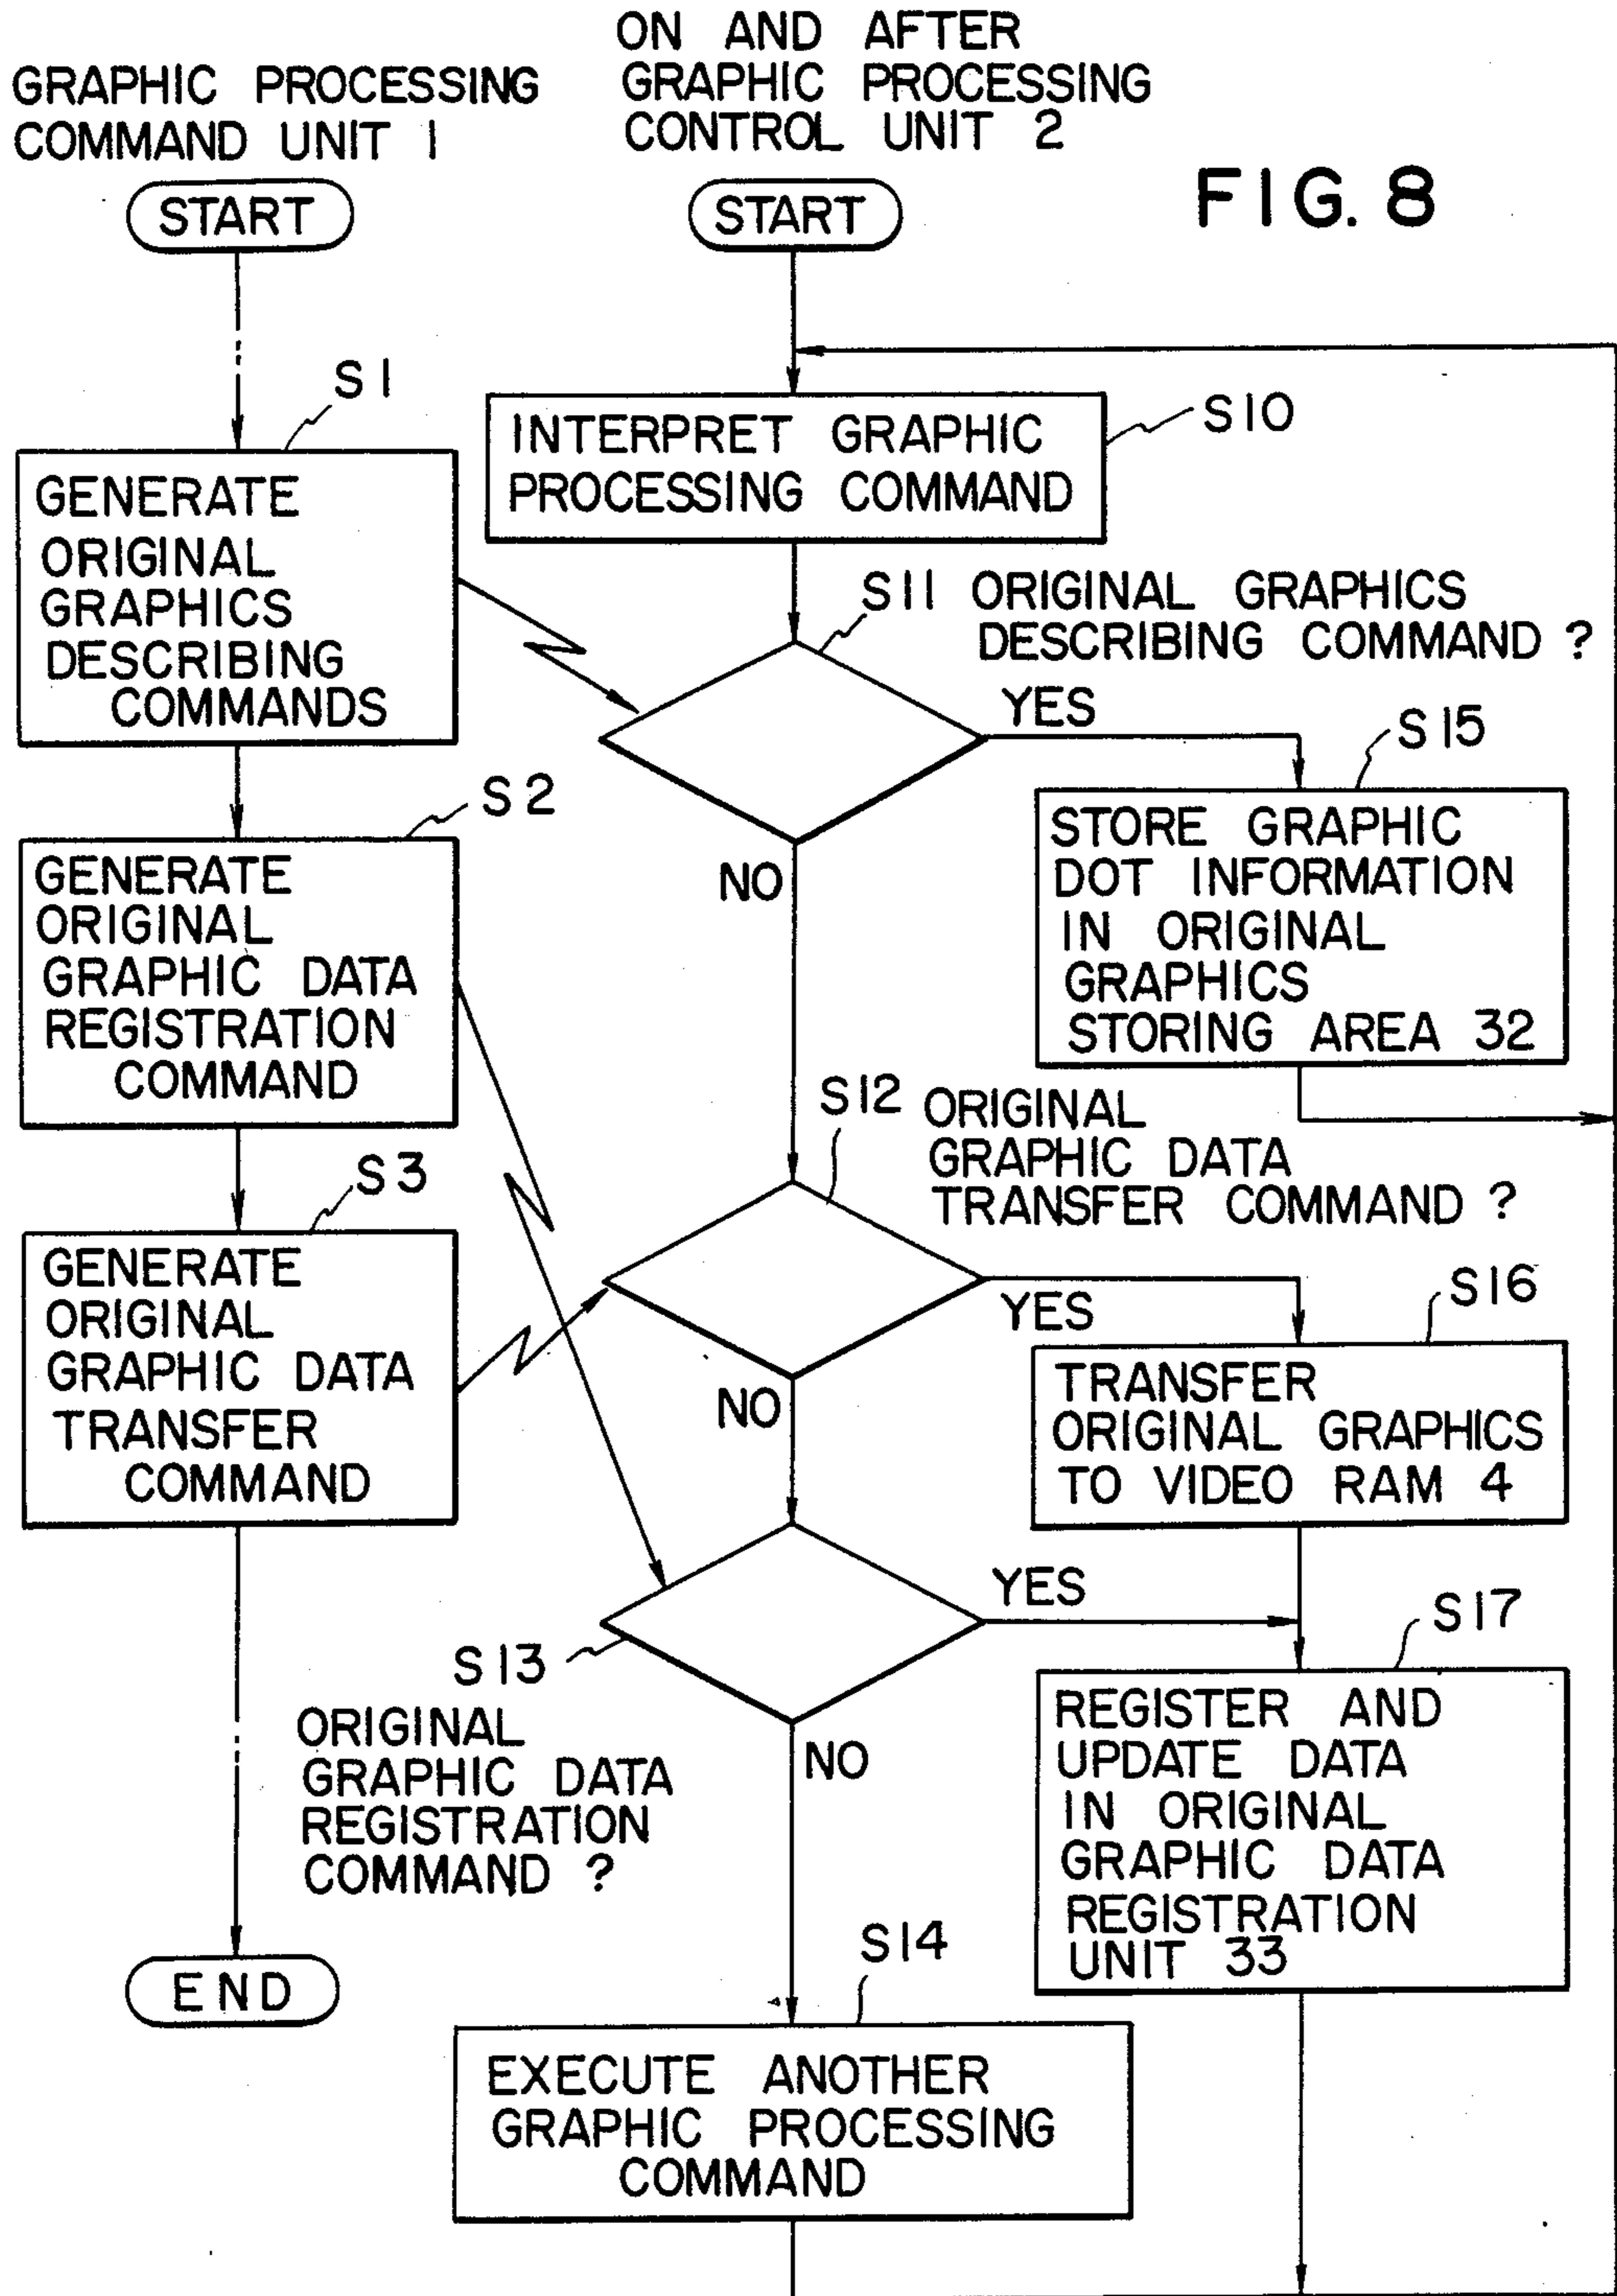 GRAPHIC PROCESSING
COMMAND UNIT 1
ON AND AFTER
GRAPHIC PROCESSING
CONTROL UNIT 2
FIG. 8
START
START
S1
GENERATE
ORIGINAL
GRAPHICS
DESCRIBING
COMMANDS
S10
INTERPRET GRAPHIC
PROCESSING COMMAND
S11 ORIGINAL GRAPHICS
DESCRIBING COMMAND ?
YES
NO
S15
STORE GRAPHIC
DOT INFORMATION
IN ORIGINAL
GRAPHICS
STORING AREA 32
S2
GENERATE
ORIGINAL
GRAPHIC DATA
REGISTRATION
COMMAND
S12 ORIGINAL
GRAPHIC DATA
TRANSFER COMMAND ?
YES
NO
S16
TRANSFER
ORIGINAL GRAPHICS
TO VIDEO RAM 4
S3
GENERATE
ORIGINAL
GRAPHIC DATA
TRANSFER
COMMAND
S13
ORIGINAL
GRAPHIC DATA
REGISTRATION
COMMAND ?
YES
NO
S17
REGISTER AND
UPDATE DATA
IN ORIGINAL
GRAPHIC DATA
REGISTRATION
UNIT 33
END
S14
EXECUTE ANOTHER
GRAPHIC PROCESSING
COMMAND